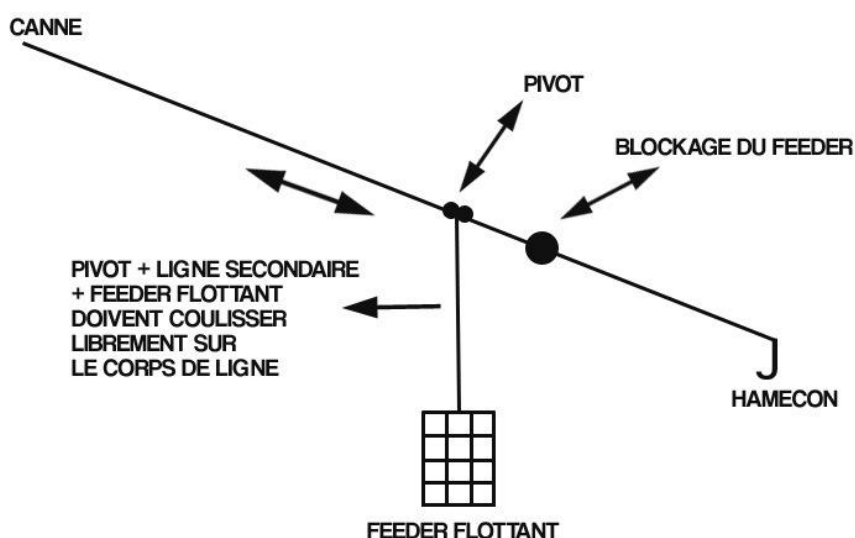 CANNE
PIVOT
BLOCKAGE DU FEEDER
PIVOT + LIGNE SECONDAIRE
+ FEEDER FLOTTANT
DOIVENT COULISSER
LIBREMENT SUR
LE CORPS DE LIGNE
HAMECON
FEEDER FLOTTANT